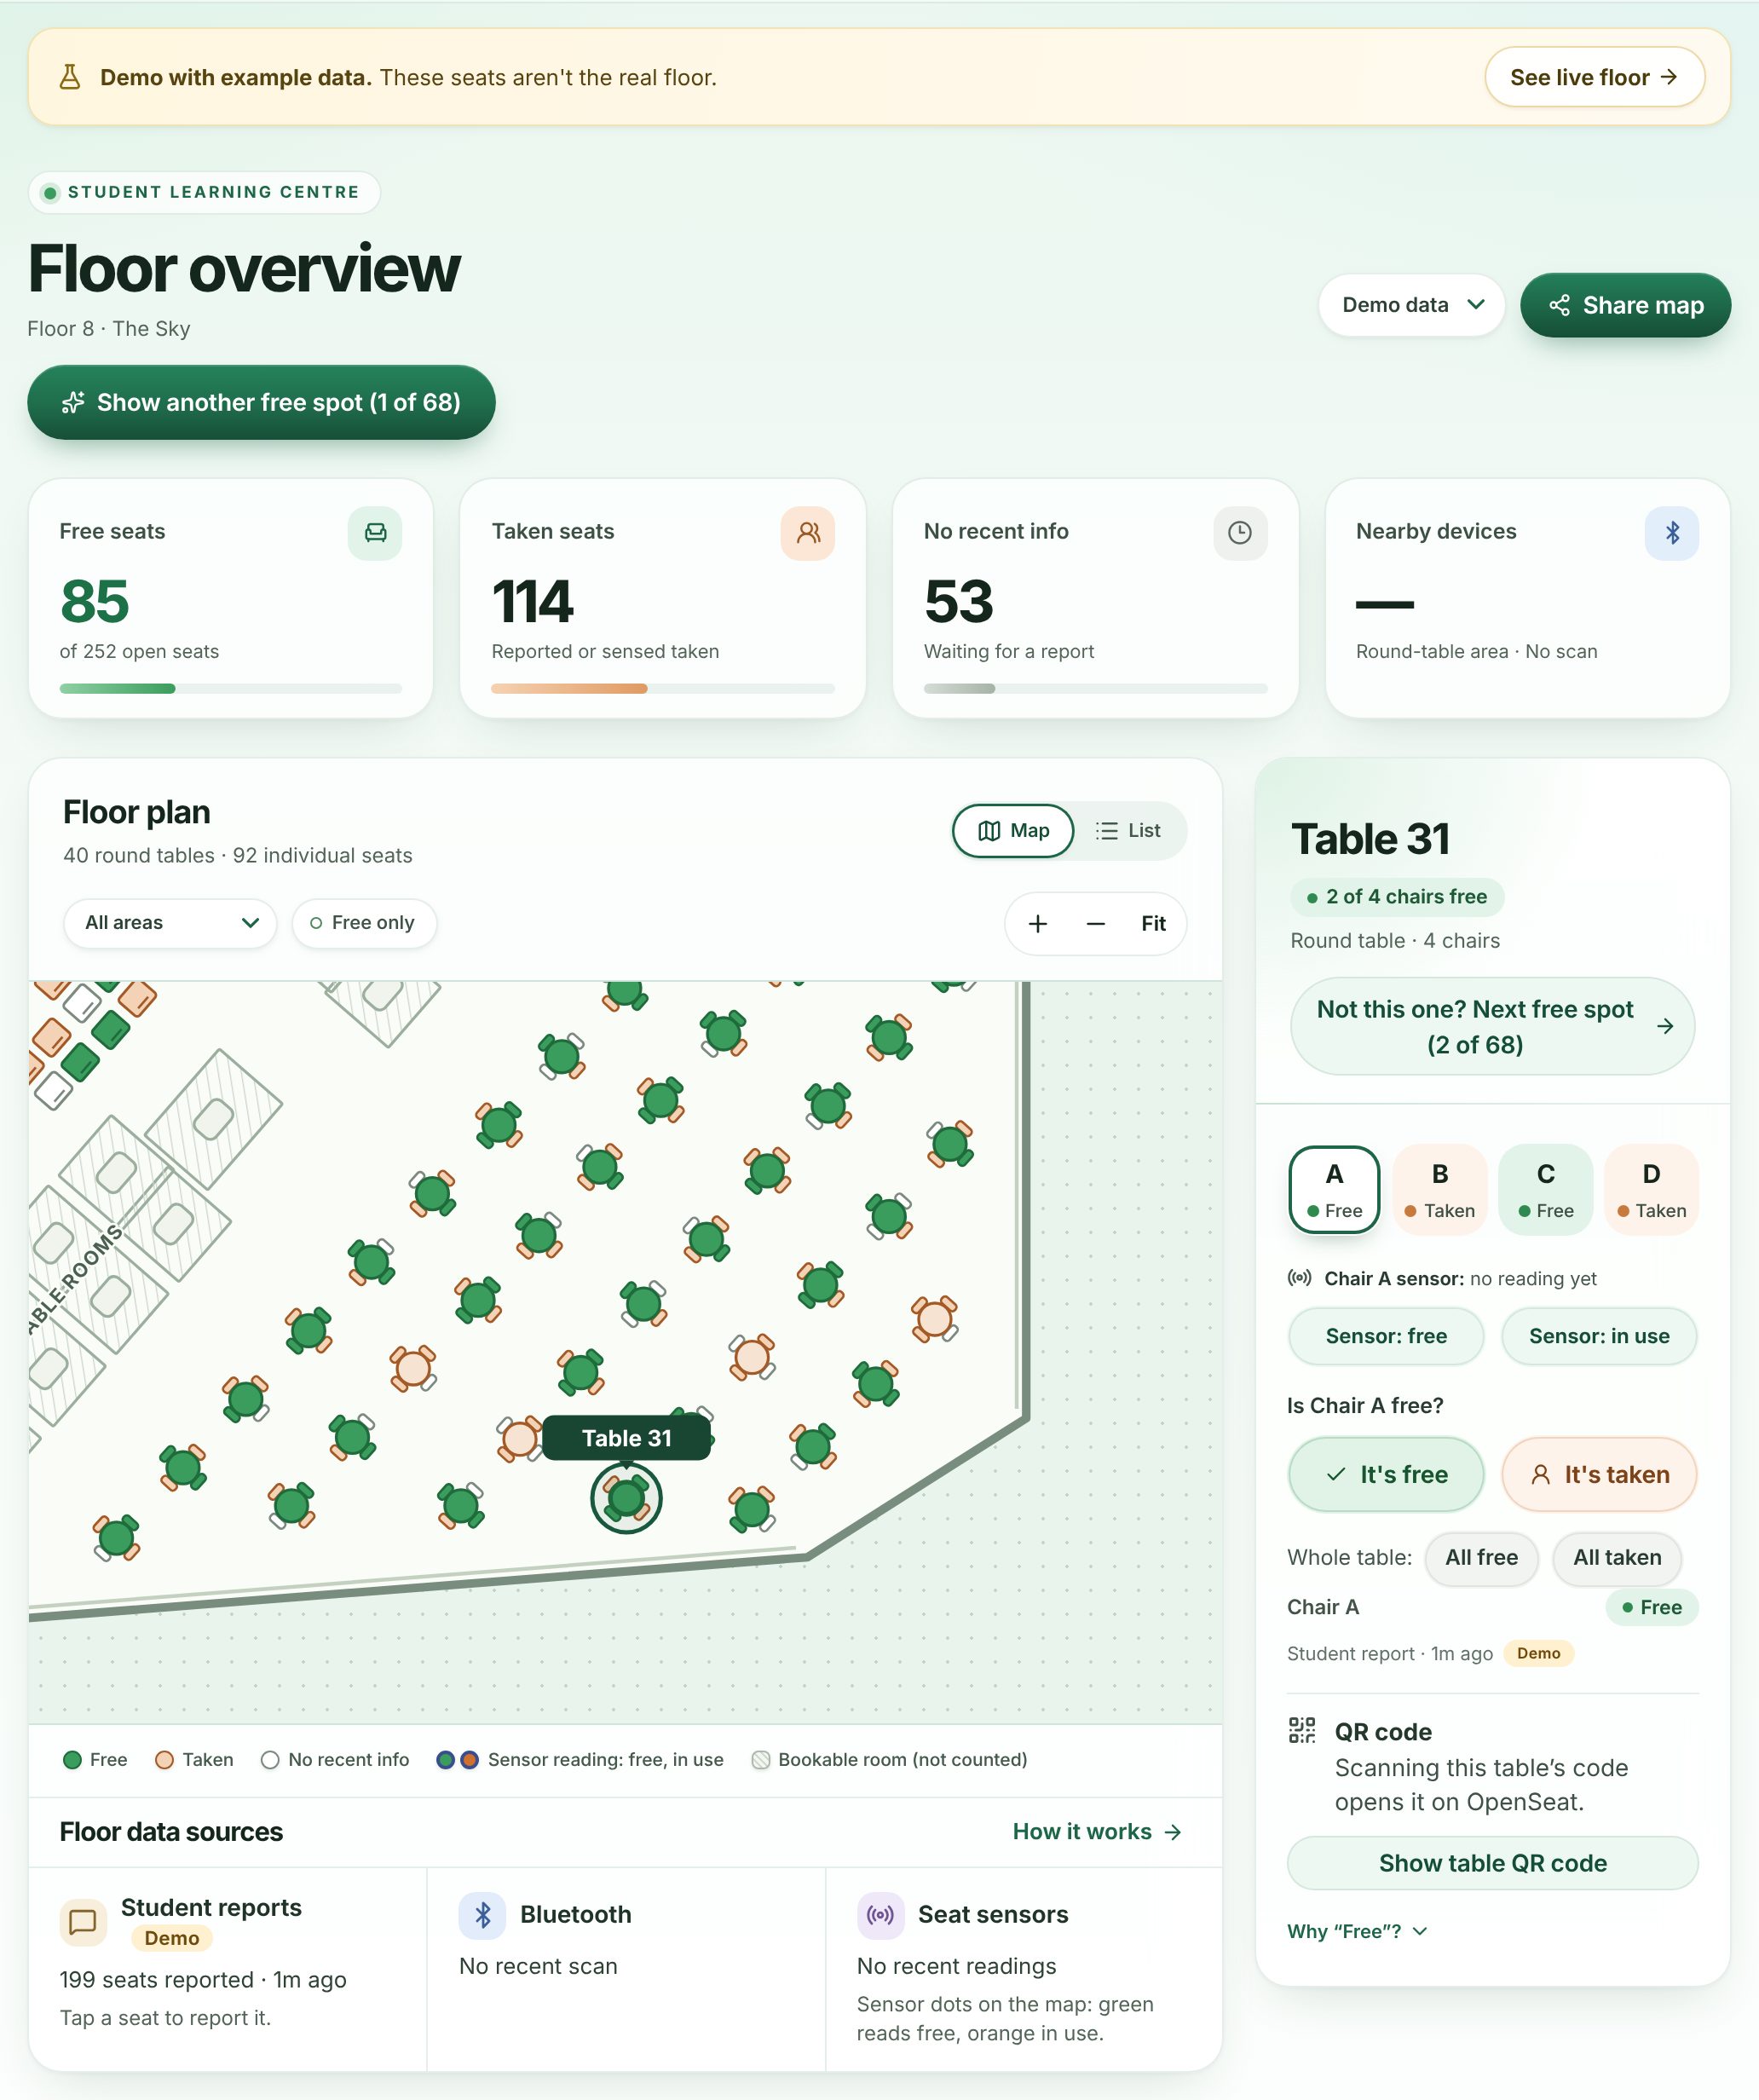 Demo with example data. These seats aren't the real floor.
See live floor →
STUDENT LEARNING CENTRE
Floor overview
Floor 8 · The Sky
Demo data
Share map
Show another free spot (1 of 68)
Free seats
85
of 252 open seats
Taken seats
114
Reported or sensed taken
No recent info
53
Waiting for a report
Nearby devices
—
Round-table area · No scan
Floor plan
40 round tables · 92 individual seats
Map
List
All areas
Free only
+ − Fit
ABLE ROOMS
Table 31
Free
Taken
No recent info
Sensor reading: free, in use
Bookable room (not counted)
Floor data sources
How it works →
Student reports
Demo
199 seats reported · 1m ago
Tap a seat to report it.
Bluetooth
No recent scan
Seat sensors
No recent readings
Sensor dots on the map: green
reads free, orange in use.
Table 31
2 of 4 chairs free
Round table · 4 chairs
Not this one? Next free spot
(2 of 68) →
A
Free
B
Taken
C
Free
D
Taken
Chair A sensor: no reading yet
Sensor: free
Sensor: in use
Is Chair A free?
It's free
It's taken
Whole table:
All free
All taken
Chair A
Free
Student report · 1m ago
Demo
QR code
Scanning this table’s code
opens it on OpenSeat.
Show table QR code
Why “Free”?